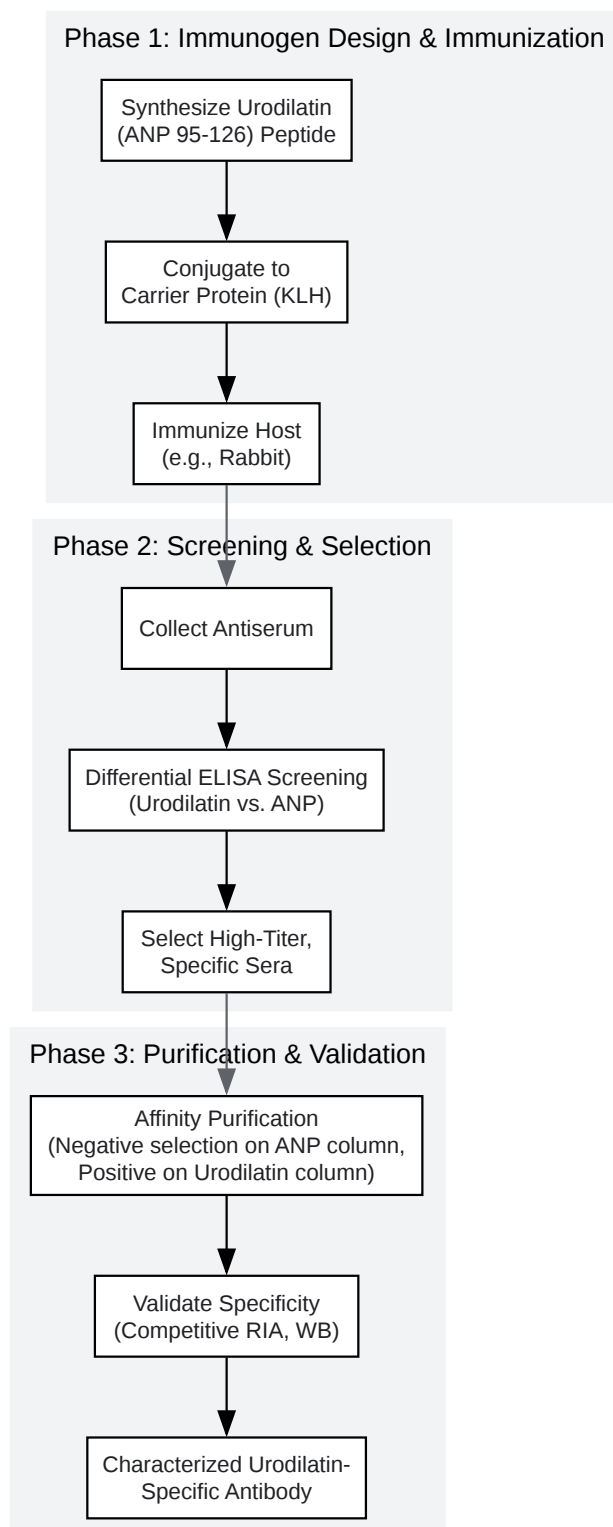 Phase 1: Immunogen Design & Immunization
Synthesize Urodilatin
(ANP 95-126) Peptide
Conjugate to
Carrier Protein (KLH)
Immunize Host
(e.g., Rabbit)
Phase 2: Screening & Selection
Collect Antiserum
Differential ELISA Screening
(Urodilatin vs. ANP)
Select High-Titer,
Specific Sera
Phase 3: Purification & Validation
Affinity Purification
(Negative selection on ANP column,
Positive on Urodilatin column)
Validate Specificity
(Competitive RIA, WB)
Characterized Urodilatin-
Specific Antibody